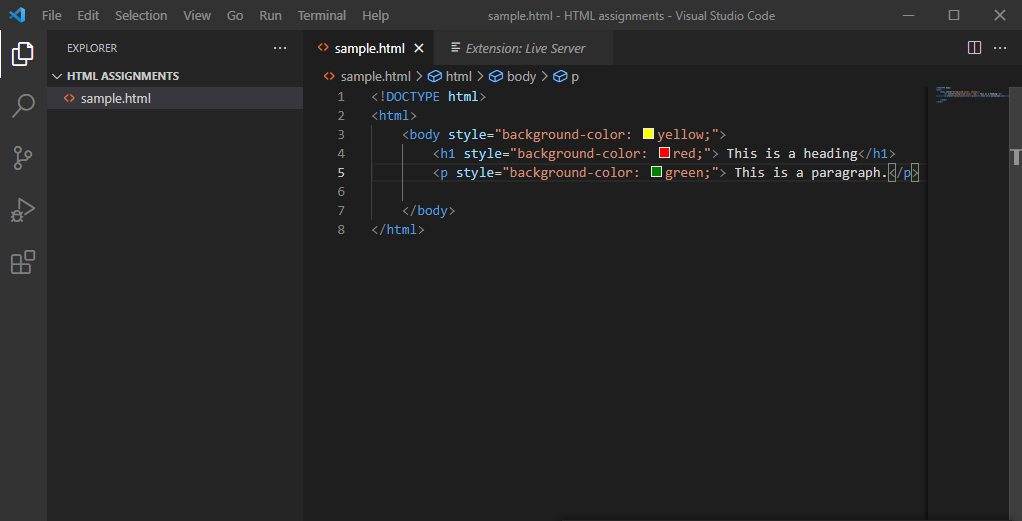 File Edit Selection View Go Run Terminal Help sample.html - HTML assignments - Visual Studio Code
EXPLORER ...
HTML ASSIGNMENTS
sample.html
sample.html Extension: Live Server
sample.html > html > body > p
1 <!DOCTYPE html>
2 <html>
3 <body style="background-color: yellow;">
4 <h1 style="background-color: red;"> This is a heading</h1>
5 <p style="background-color: green;"> This is a paragraph.</p>
6
7 </body>
8 </html>